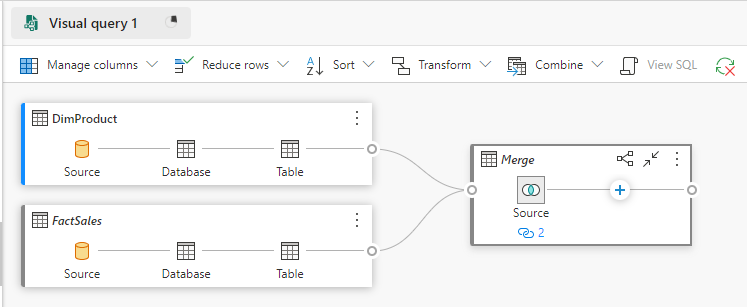 Visual query 1
Manage columns Reduce rows Sort Transform Combine View SQL
DimProduct
Source Database Table
Merge
Source
2
FactSales
Source Database Table